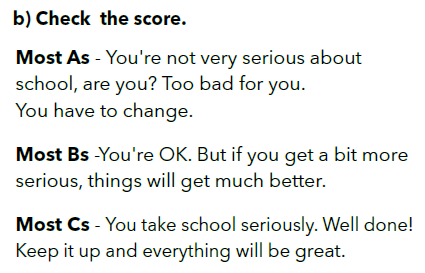 b) Check the score.
Most As - You're not very serious about
school, are you? Too bad for you.
You have to change.
Most Bs -You're OK. But if you get a bit more
serious, things will get much better.
Most Cs - You take school seriously. Well done!
Keep it up and everything will be great.